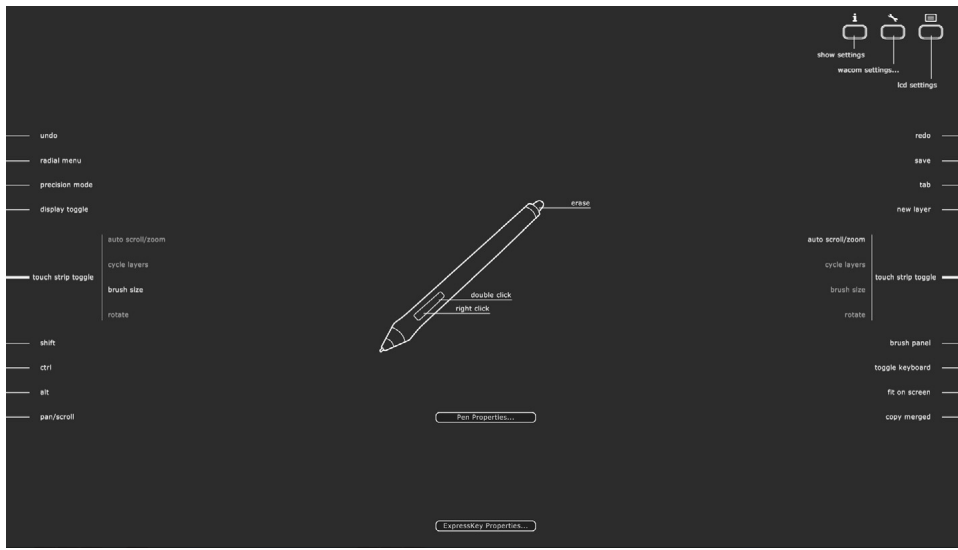 i
show settings
wacom settings...
lcd settings
undo
radial menu
precision mode
display toggle
touch strip toggle
auto scroll/zoom
cycle layers
brush size
rotate
shift
ctrl
alt
pan/scroll
erase
double click
right click
Pen Properties...
ExpressKey Properties...
redo
save
tab
new layer
auto scroll/zoom
cycle layers
brush size
rotate
touch strip toggle
brush panel
toggle keyboard
fit on screen
copy merged